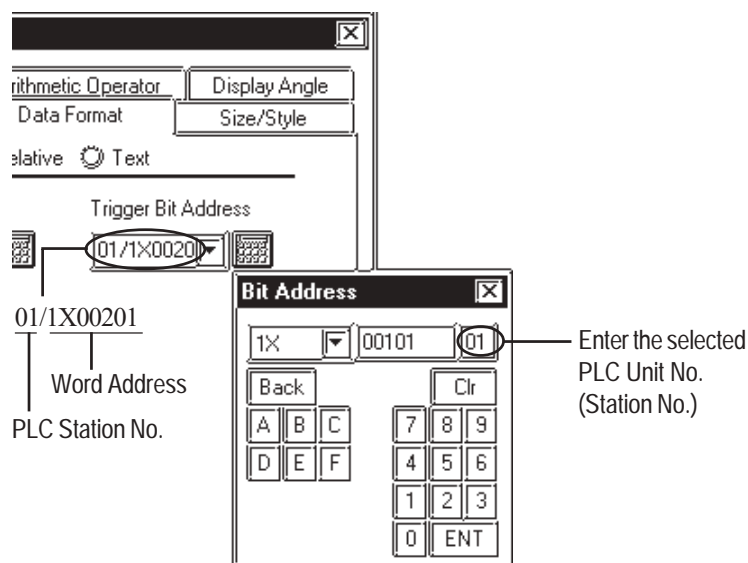 rithmetic Operator Display Angle
Data Format Size/Style
elative Text
Trigger Bit Address
01/1X0020
Bit Address
01/1X00201
1X 00101 01
Enter the selected
PLC Unit No.
(Station No.)
Word Address
Back Clr
PLC Station No.
A B C 7 8 9
D E F 4 5 6
1 2 3
0 ENT